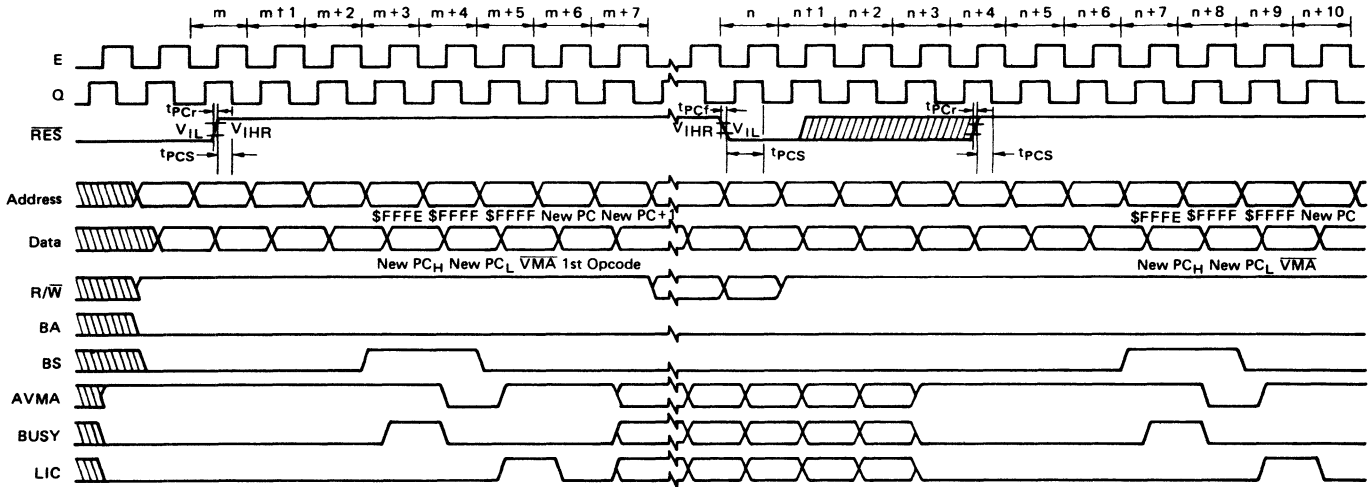 m m+1 m+2 m+3 m+4 m+5 m+6 m+7 n n+1 n+2 n+3 n+4 n+5 n+6 n+7 n+8 n+9 n+10
E
Q
tPCr tPCf tPCr
RES VIL VIHR VIHR VIL
tPCS tPCS tPCS
Address
$FFFE $FFFF $FFFF New PC New PC+1 $FFFE $FFFF $FFFF New PC
Data
New PCH New PCL VMA 1st Opcode New PCH New PCL VMA
R/W
BA
BS
AVMA
BUSY
LIC